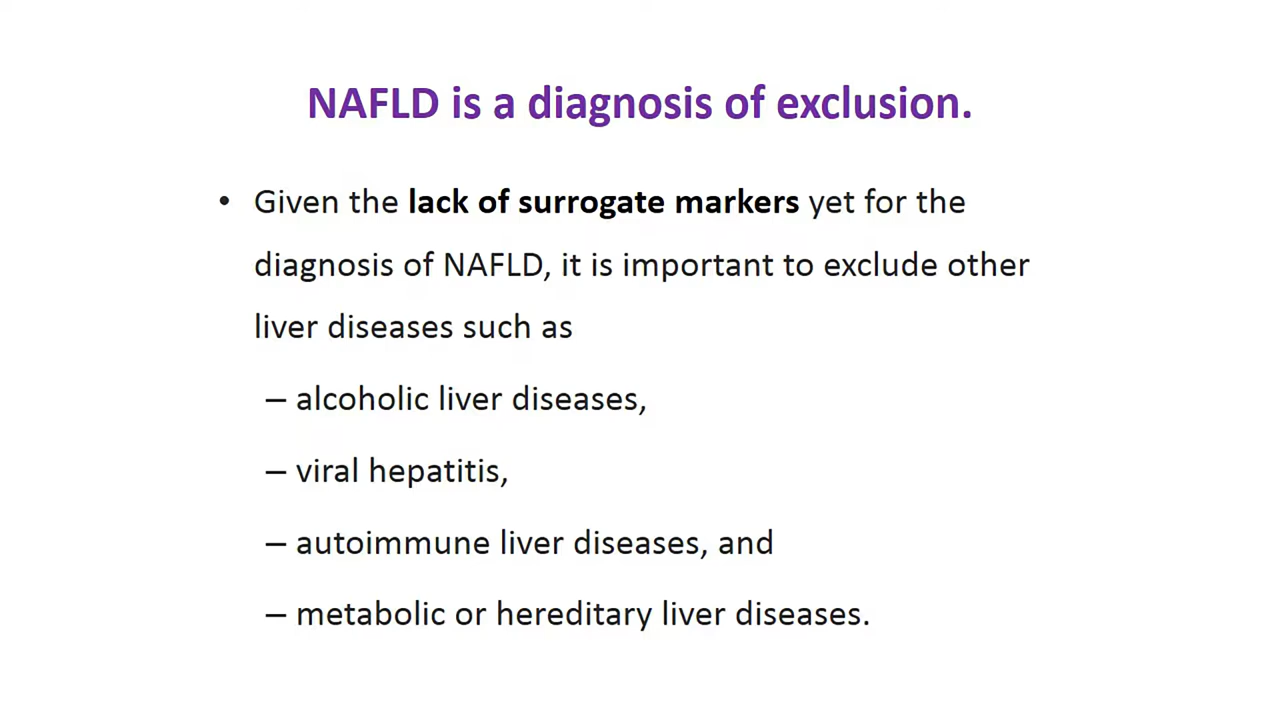 NAFLD is a diagnosis of exclusion.
• Given the lack of surrogate markers yet for the
diagnosis of NAFLD, it is important to exclude other
liver diseases such as
– alcoholic liver diseases,
– viral hepatitis,
– autoimmune liver diseases, and
– metabolic or hereditary liver diseases.